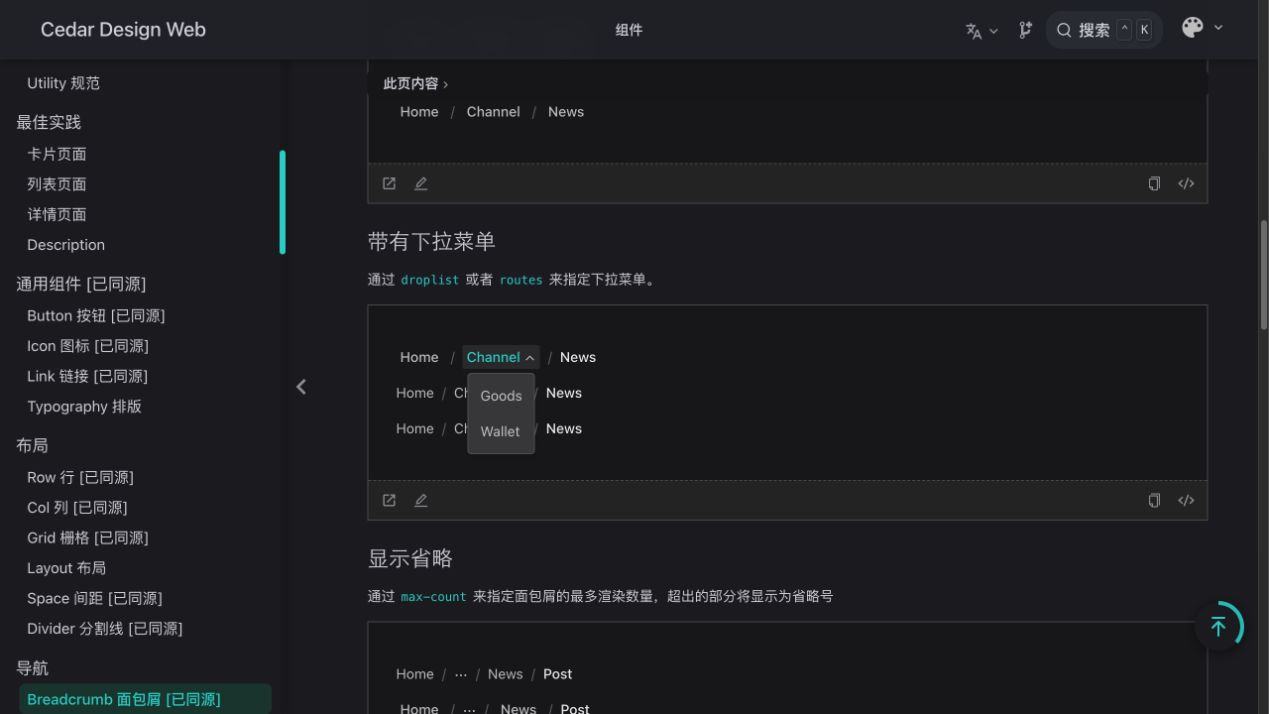 Cedar Design Web
组件
搜索 ^ K
Utility 规范
最佳实践
卡片页面
列表页面
详情页面
Description
通用组件 [已同源]
Button 按钮 [已同源]
Icon 图标 [已同源]
Link 链接 [已同源]
Typography 排版
布局
Row 行 [已同源]
Col 列 [已同源]
Grid 栅格 [已同源]
Layout 布局
Space 间距 [已同源]
Divider 分割线 [已同源]
导航
Breadcrumb 面包屑 [已同源]
此页内容 ›
Home / Channel / News
带有下拉菜单
通过 droplist 或者 routes 来指定下拉菜单。
Home / Channel / News
Home / Ch / News
Home / Ch / News
Goods
Wallet
显示省略
通过 max-count 来指定面包屑的最多渲染数量，超出的部分将显示为省略号
Home / ... / News / Post
Home / ... / News / Post